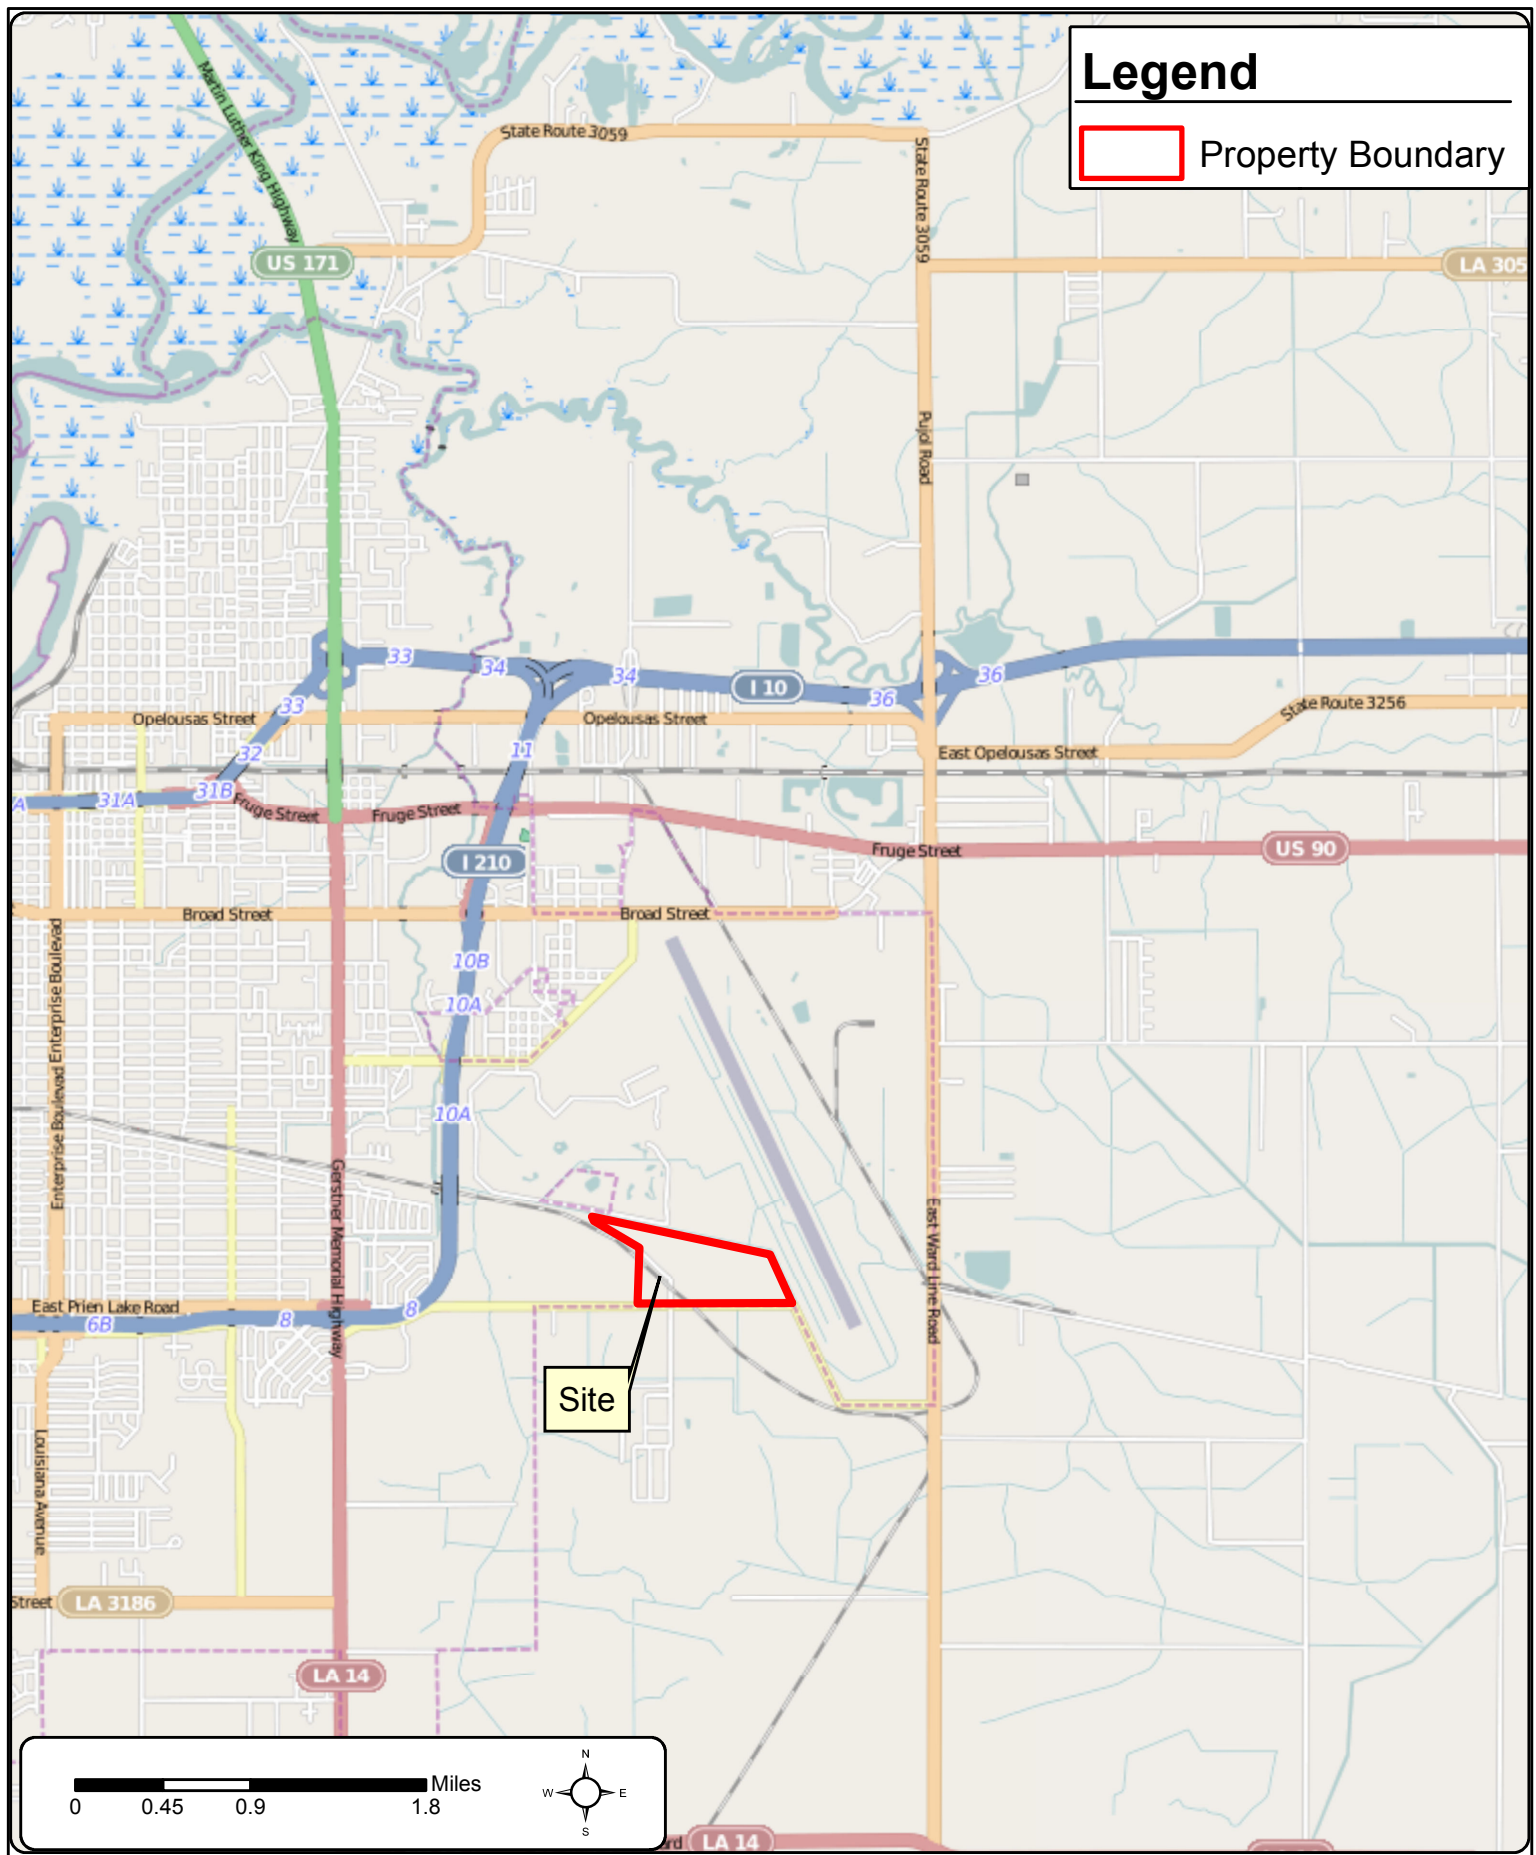 Legend
Property Boundary
Martin Luther King Highway
State Route 3059
State Route 3059
US 171
LA 305
Pujol Road
33
34
34
I 10
36
36
33
Opelousas Street
Opelousas Street
State Route 3256
32
11
East Opelousas Street
31A
31B
Fruge Street
Fruge Street
I 210
Fruge Street
US 90
Broad Street
Broad Street
Enterprise Boulevard
Enterprise Boulevard
10B
10A
10A
Gerstner Memorial Highway
East Ward Line Road
East Prien Lake Road
6B
8
8
Site
Louisiana Avenue
Street
LA 3186
LA 14
Miles
0
0.45
0.9
1.8
N
W
E
S
LA 14